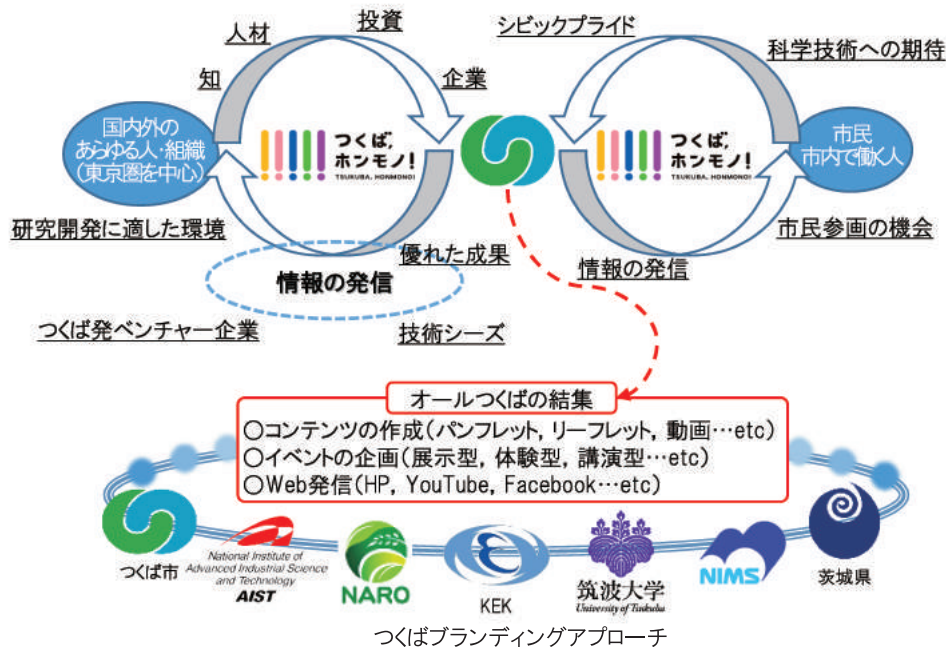 投資
人材
シビックプライド
科学技術への期待
知
企業
国内外の
あらゆる人・組織
(東京圏を中心)
つくば,
ホンモノ!
TSUKUBA, HONMONO!
つくば,
ホンモノ!
TSUKUBA, HONMONO!
市民
市内で働く人
研究開発に適した環境
市民参画の機会
優れた成果
情報の発信
情報の発信
つくば発ベンチャー企業
技術シーズ
オールつくばの結集
○コンテンツの作成(パンフレット, リーフレット, 動画…etc)
○イベントの企画(展示型, 体験型, 講演型…etc)
○Web発信(HP, YouTube, Facebook…etc)
つくば市
National Institute of
Advanced Industrial Science
and Technology
AIST
NARO
KEK
筑波大学
University of Tsukuba
NIMS
茨城県
つくばブランディングアプローチ